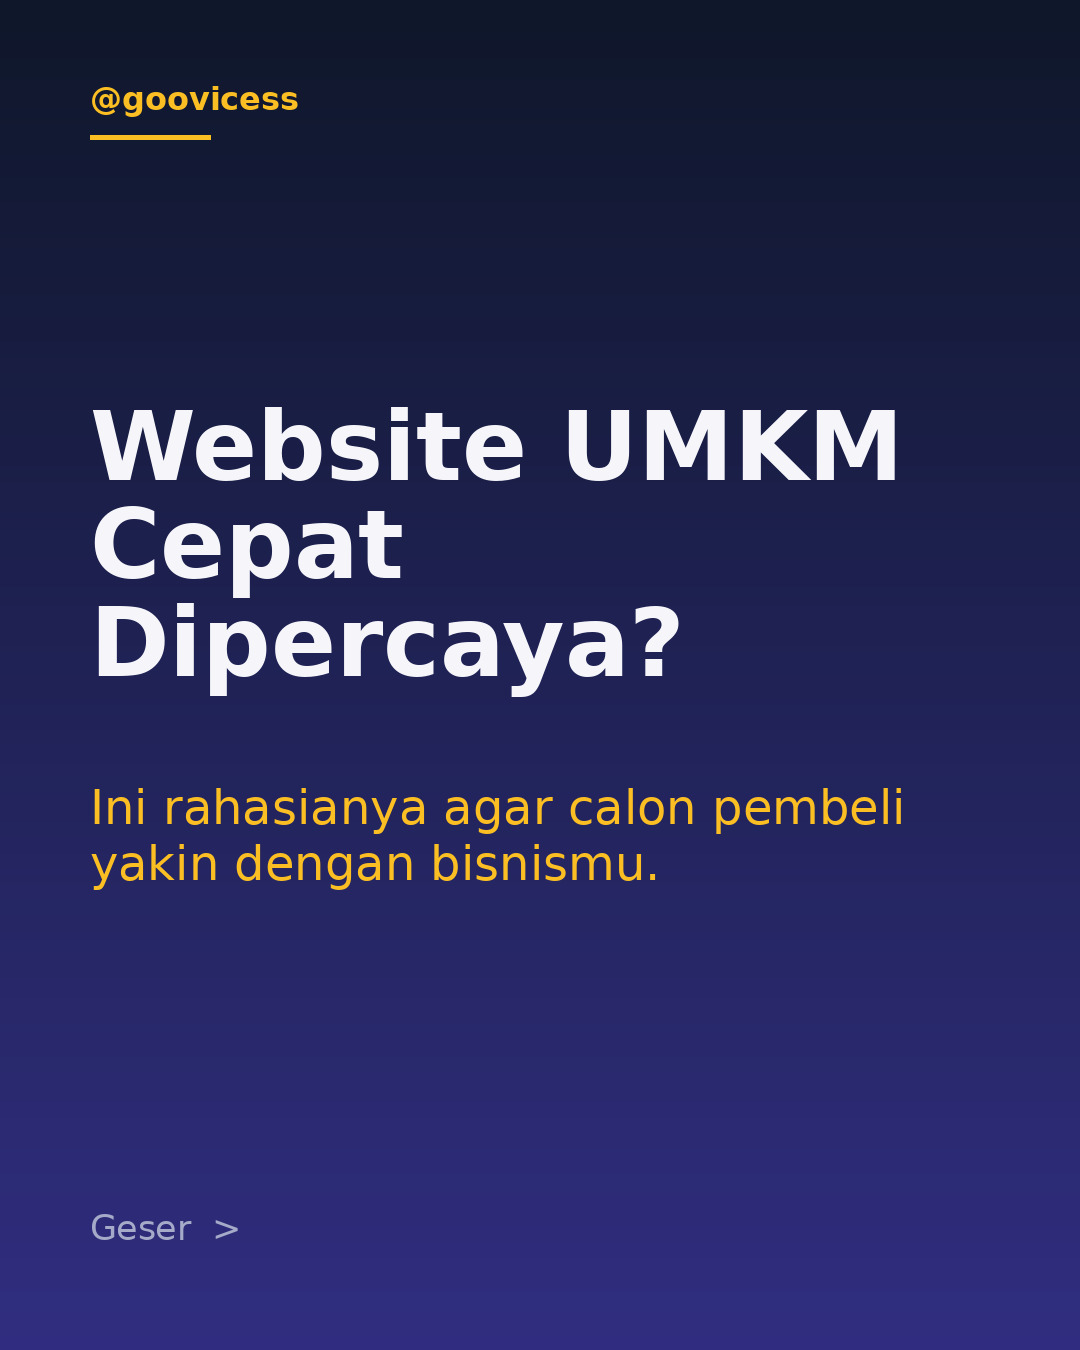 @goovicess
Website UMKM
Cepat
Dipercaya?
Ini rahasianya agar calon pembeli
yakin dengan bisnismu.
Geser  >